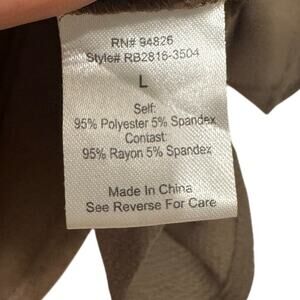 RN# 94826
Style# RB2816-3504
L
Self:
95% Polyester 5% Spandex
Contast:
95% Rayon 5% Spandex
Made In China
See Reverse For Care